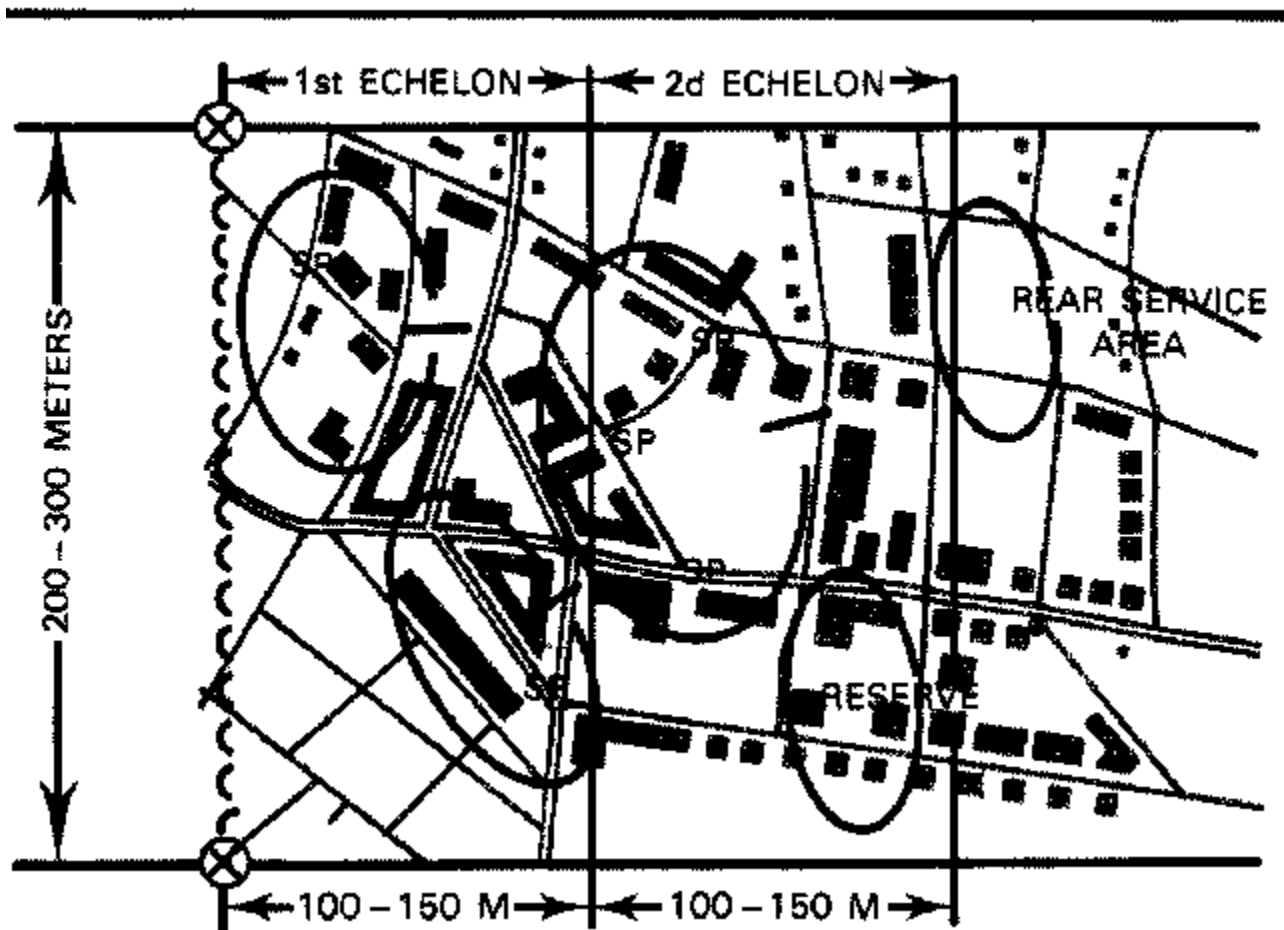 1st ECHELON
2d ECHELON
200–300 METERS
SP
REAR SERVICE
AREA
SP
SP
SP
RESERVE
100–150 M
100–150 M